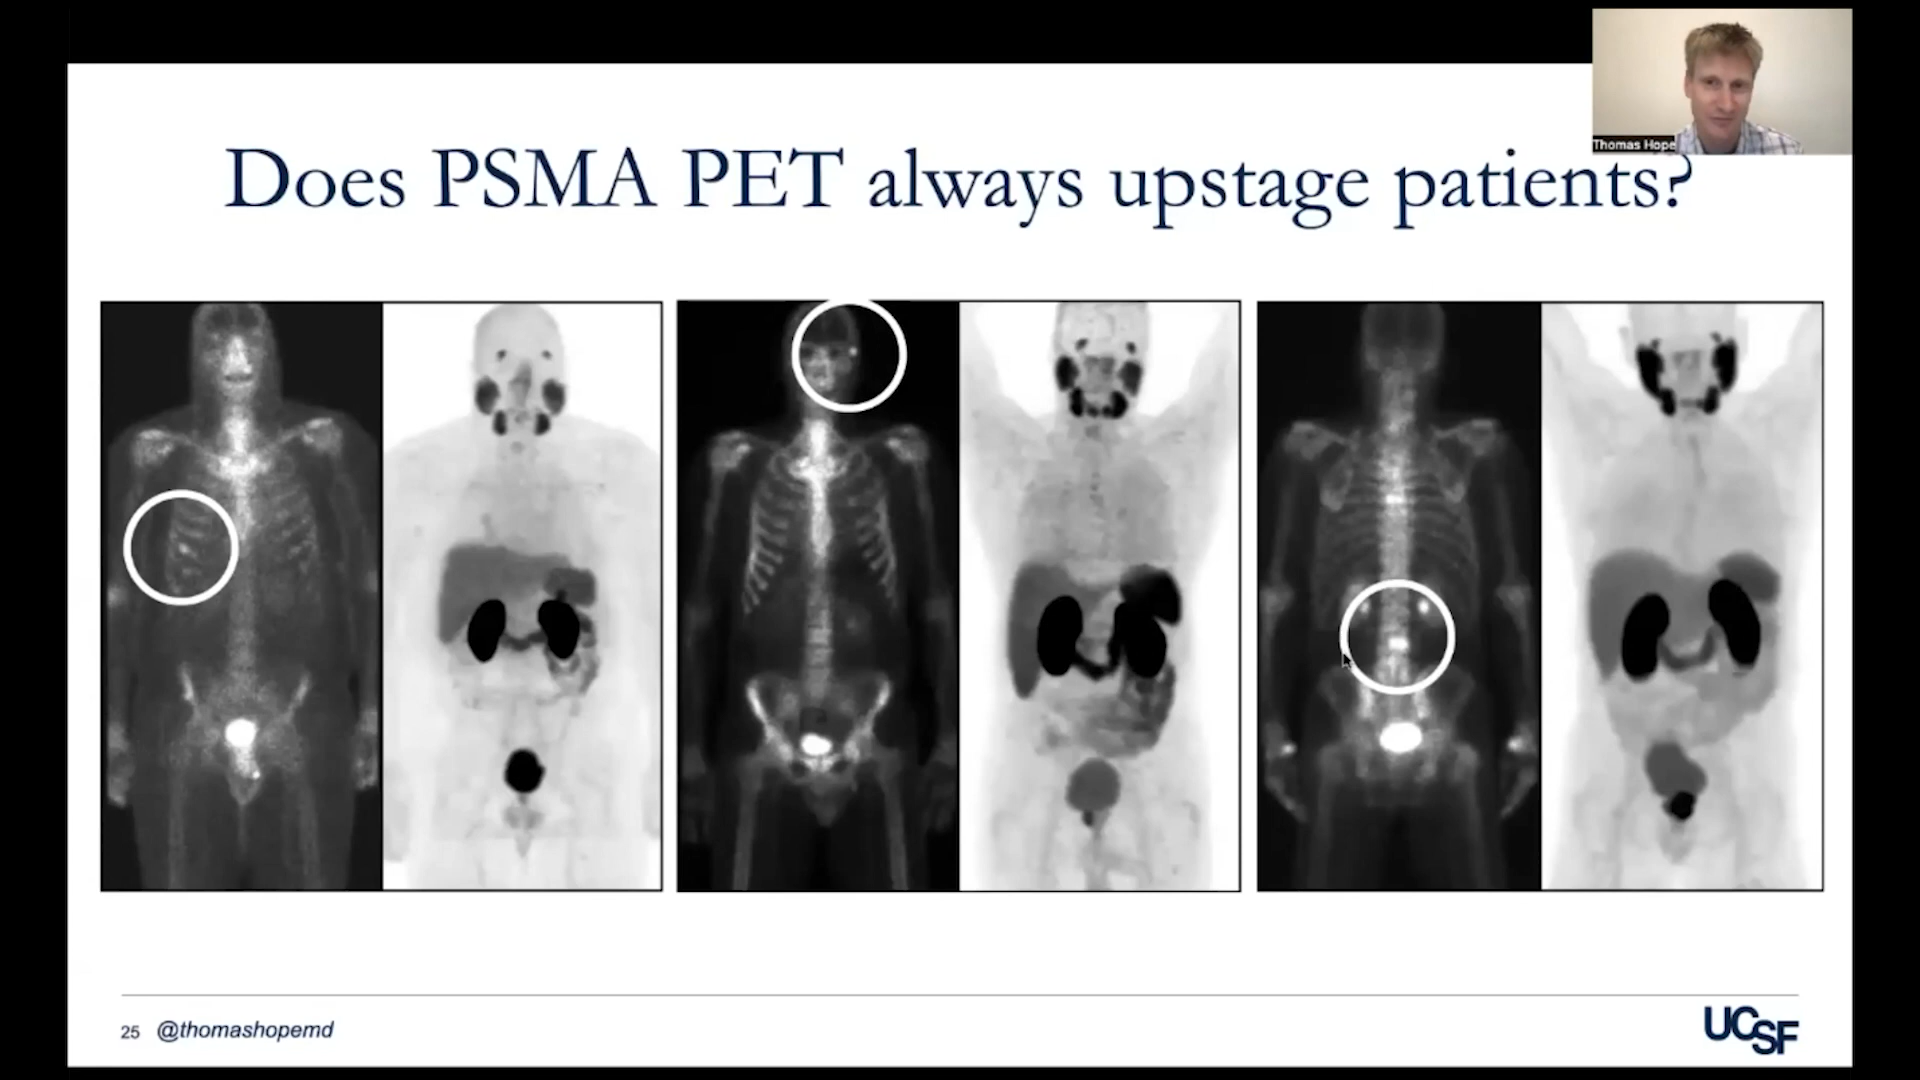 Thomas Hope
Does PSMA PET always upstage patients?
25 @thomashopemd
UCSF